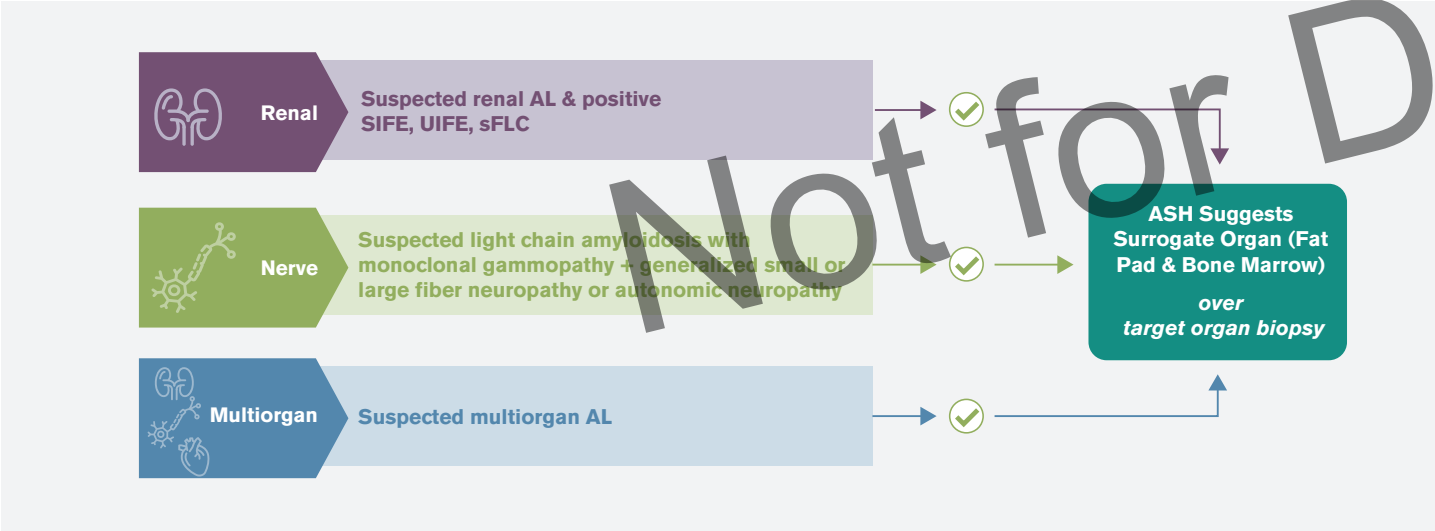 Renal
Suspected renal AL & positive
SIFE, UIFE, sFLC
Nerve
Suspected light chain amyloidosis with
monoclonal gammopathy + generalized small or
large fiber neuropathy or autonomic neuropathy
Multiorgan
Suspected multiorgan AL
ASH Suggests
Surrogate Organ (Fat
Pad & Bone Marrow)
over
target organ biopsy
Not for D